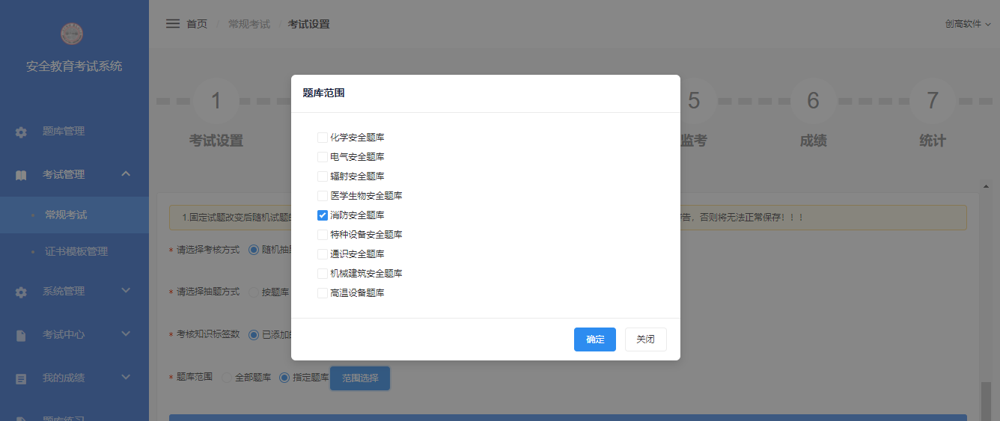 安全教育考试系统
题库管理
考试管理
常规考试
证书模板管理
系统管理
考试中心
我的成绩
题库练习
首页 / 常规考试 / 考试设置
创高软件
1
5
6
7
考试设置
监考
成绩
统计
1.固定试题改变后随机试题的
警告，否则将无法正常保存！！！
* 请选择考核方式 随机抽题
* 请选择抽题方式 按题库
* 考核知识标签数 已添加的
* 题库范围 全部题库 指定题库 范围选择
题库范围
化学安全题库
电气安全题库
辐射安全题库
医学生物安全题库
消防安全题库
特种设备安全题库
通识安全题库
机械建筑安全题库
高温设备题库
确定 关闭